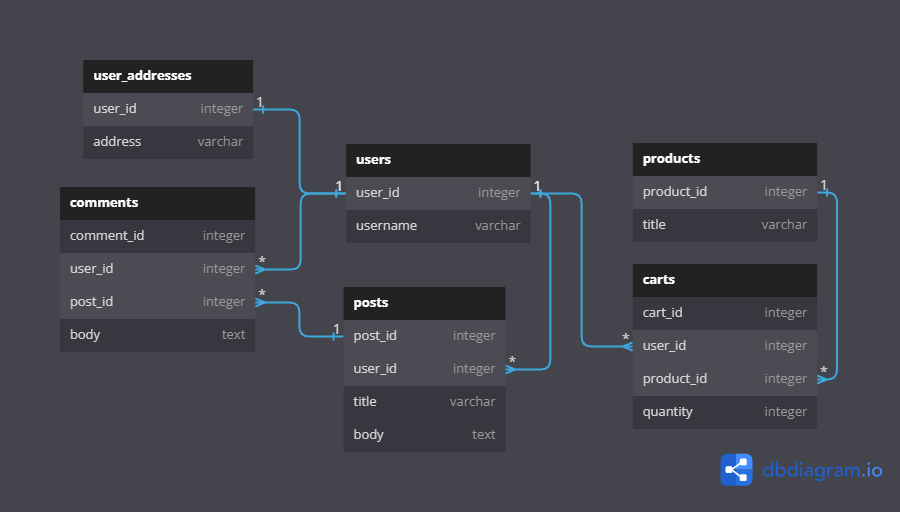 user_addresses
user_id integer
address varchar
1
comments
comment_id integer
user_id integer
*
post_id integer
*
body text
users
1
user_id integer
1
username varchar
posts
1
post_id integer
user_id integer
*
title varchar
body text
products
product_id integer
1
title varchar
carts
cart_id integer
*
user_id integer
product_id integer
*
quantity integer
dbdiagram.io